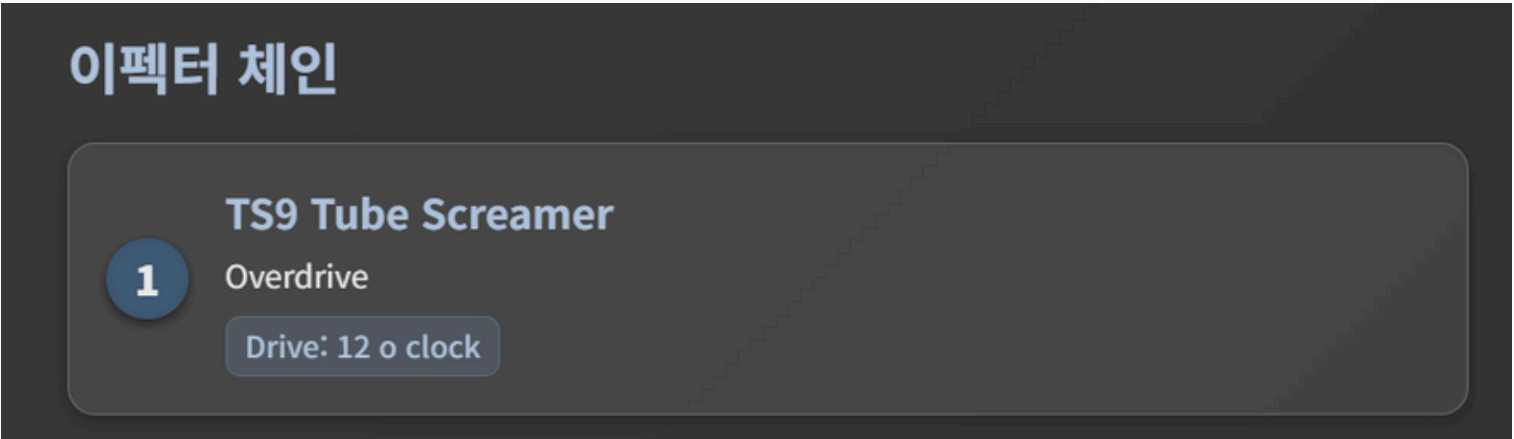 이펙터 체인
TS9 Tube Screamer
1
Overdrive
Drive: 12 o clock